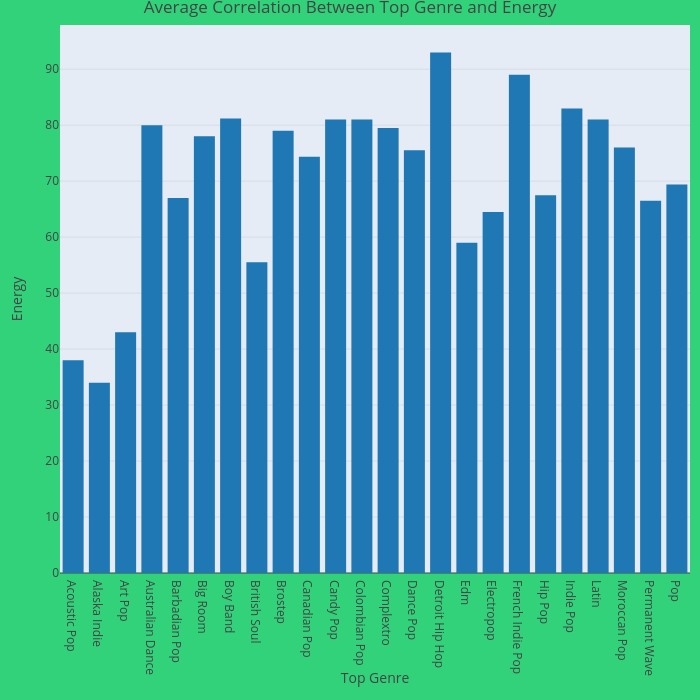 Average Correlation Between Top Genre and Energy
Energy
90
80
70
60
50
40
30
20
10
0
Acoustic Pop
Alaska Indie
Art Pop
Australian Dance
Barbadian Pop
Big Room
Boy Band
British Soul
Brostep
Canadian Pop
Candy Pop
Colombian Pop
Complextro
Dance Pop
Detroit Hip Hop
Edm
Electropop
French Indie Pop
Hip Pop
Indie Pop
Latin
Moroccan Pop
Permanent Wave
Pop
Top Genre